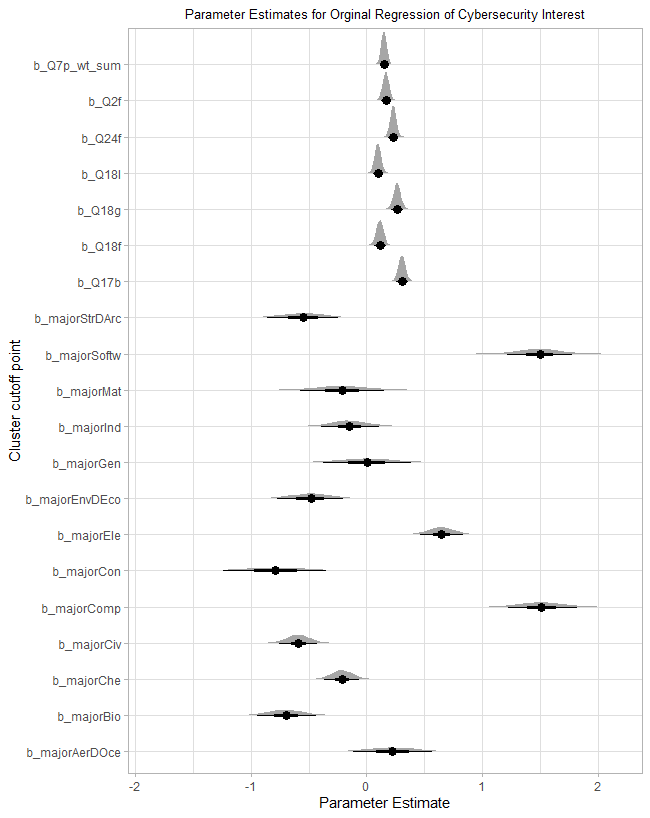 Parameter Estimates for Orginal Regression of Cybersecurity Interest
b_Q7p_wt_sum
b_Q2f
b_Q24f
b_Q18l
b_Q18g
b_Q18f
b_Q17b
b_majorStrDArc
b_majorSoftw
b_majorMat
b_majorInd
b_majorGen
b_majorEnvDEco
b_majorEle
b_majorCon
b_majorComp
b_majorCiv
b_majorChe
b_majorBio
b_majorAerDOce
Cluster cutoff point
-2 -1 0 1 2
Parameter Estimate